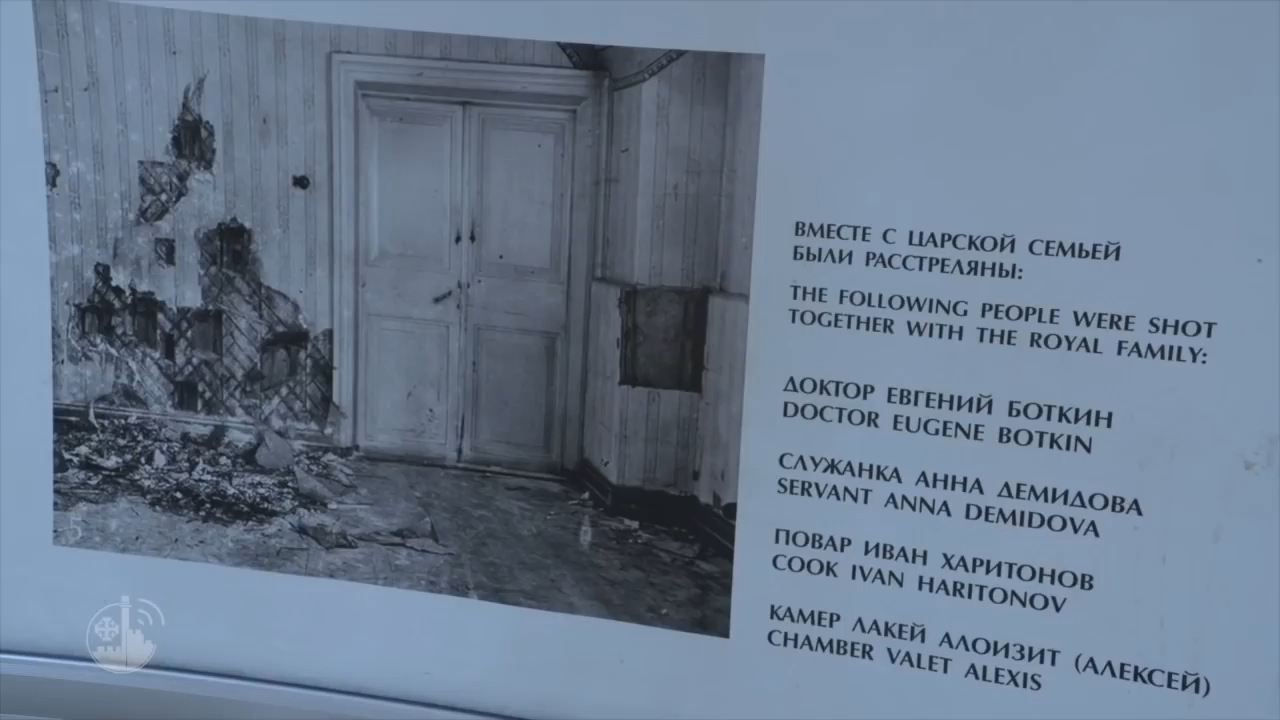 ВМЕСТЕ С ЦАРСКОЙ СЕМЬЕЙ
БЫЛИ РАССТРЕЛЯНЫ:
THE FOLLOWING PEOPLE WERE SHOT
TOGETHER WITH THE ROYAL FAMILY:
ДОКТОР ЕВГЕНИЙ БОТКИН
DOCTOR EUGENE BOTKIN
СЛУЖАНКА АННА ДЕМИДОВА
SERVANT ANNA DEMIDOVA
ПОВАР ИВАН ХАРИТОНОВ
COOK IVAN HARITONOV
КАМЕР ЛАКЕЙ АЛОИЗИТ (АЛЕКСЕЙ)
CHAMBER VALET ALEXIS
5